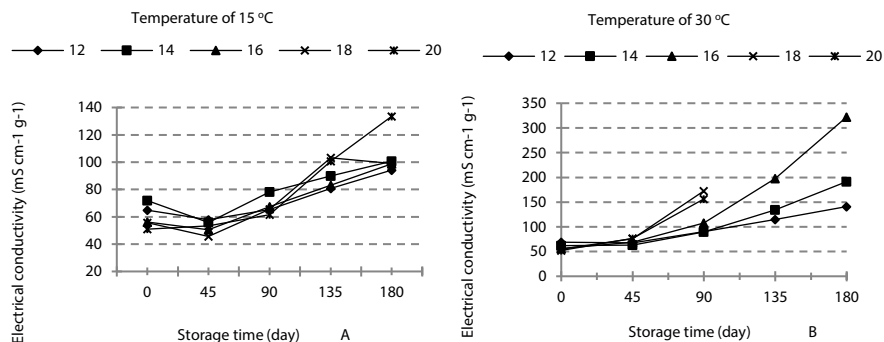 Temperature of 15 °C
12 14 16 18 20
Electrical conductivity (mS cm-1 g-1)
140
120
100
80
60
40
20
0 45 90 135 180
Storage time (day) A
Temperature of 30 °C
12 14 16 18 20
Electrical conductivity (mS cm-1 g-1)
350
300
250
200
150
100
50
0
0 45 90 135 180
Storage time (day) B